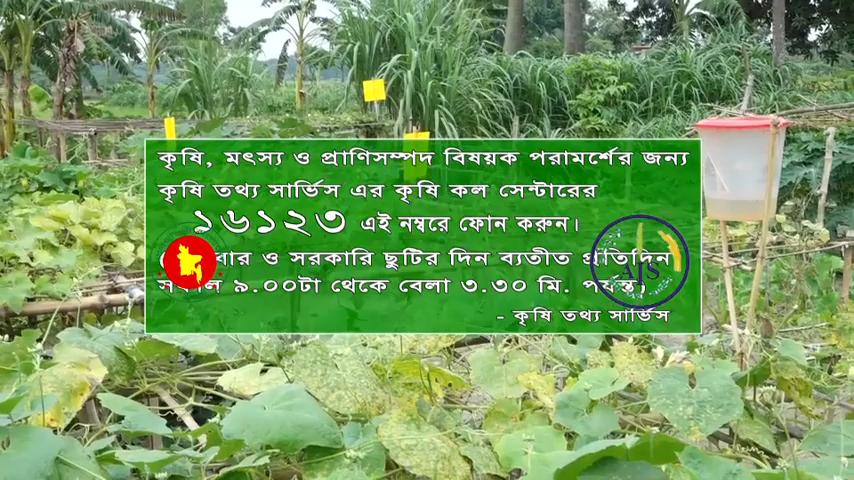 কৃষি, মৎস্য ও প্রাণিসম্পদ বিষয়ক পরামর্শের জন্য
কৃষি তথ্য সার্ভিস এর কৃষি কল সেন্টারের
১৬১২৩ এই নম্বরে ফোন করুন।
ও সরকারি ছুটির দিন ব্যতীত প্রতিদিন
৯.০০টা থেকে বেলা ৩.৩০ মি. পর্যন্ত।
- কৃষি তথ্য সার্ভিস
AIS